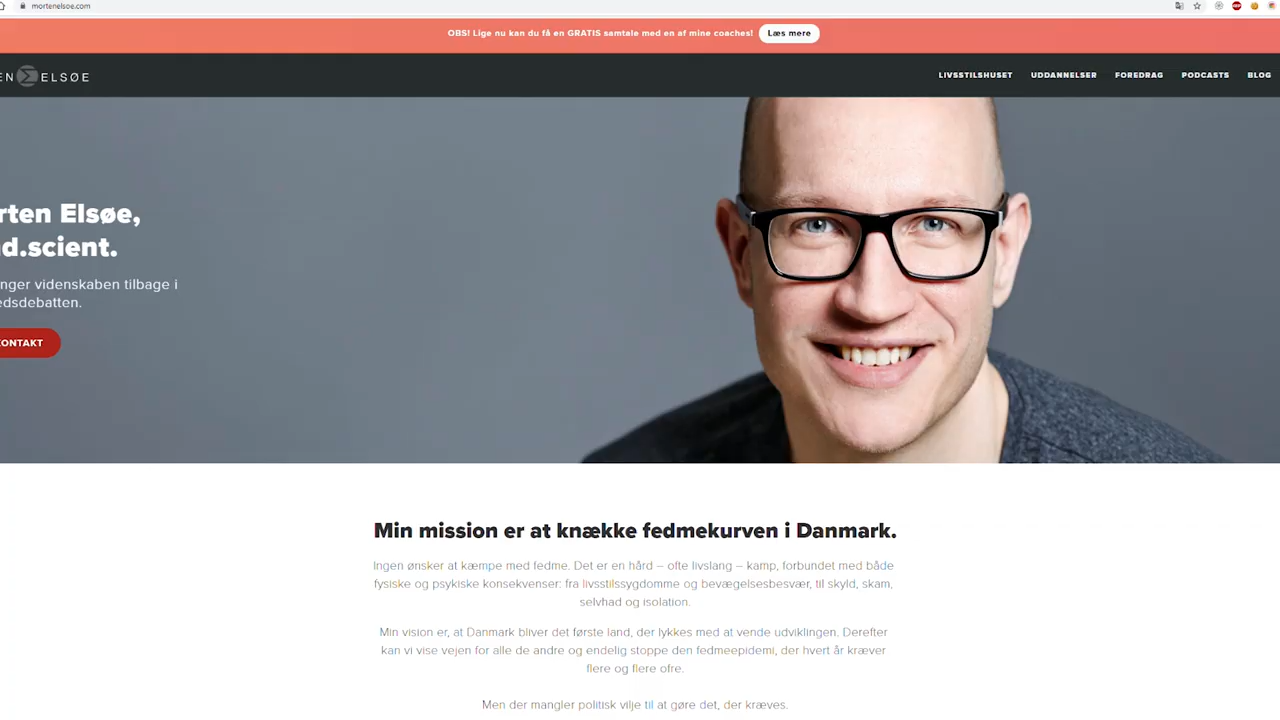 mortenelsoe.com
OBS! Lige nu kan du få en GRATIS samtale med en af mine coaches! Læs mere
EN ELSØE
LIVSSTILSHUSET UDDANNELSER FOREDRAG PODCASTS BLOG
rten Elsøe,
d.scient.
nger videnskaben tilbage i
edsdebatten.
ONTAKT
Min mission er at knække fedmekurven i Danmark.
Ingen ønsker at kæmpe med fedme. Det er en hård – ofte livslang – kamp, forbundet med både
fysiske og psykiske konsekvenser: fra livsstilssygdomme og bevægelsesbesvær, til skyld, skam,
selvhad og isolation.
Min vision er, at Danmark bliver det første land, der lykkes med at vende udviklingen. Derefter
kan vi vise vejen for alle de andre og endelig stoppe den fedmeepidemi, der hvert år kræver
flere og flere ofre.
Men der mangler politisk vilje til at gøre det, der kræves.